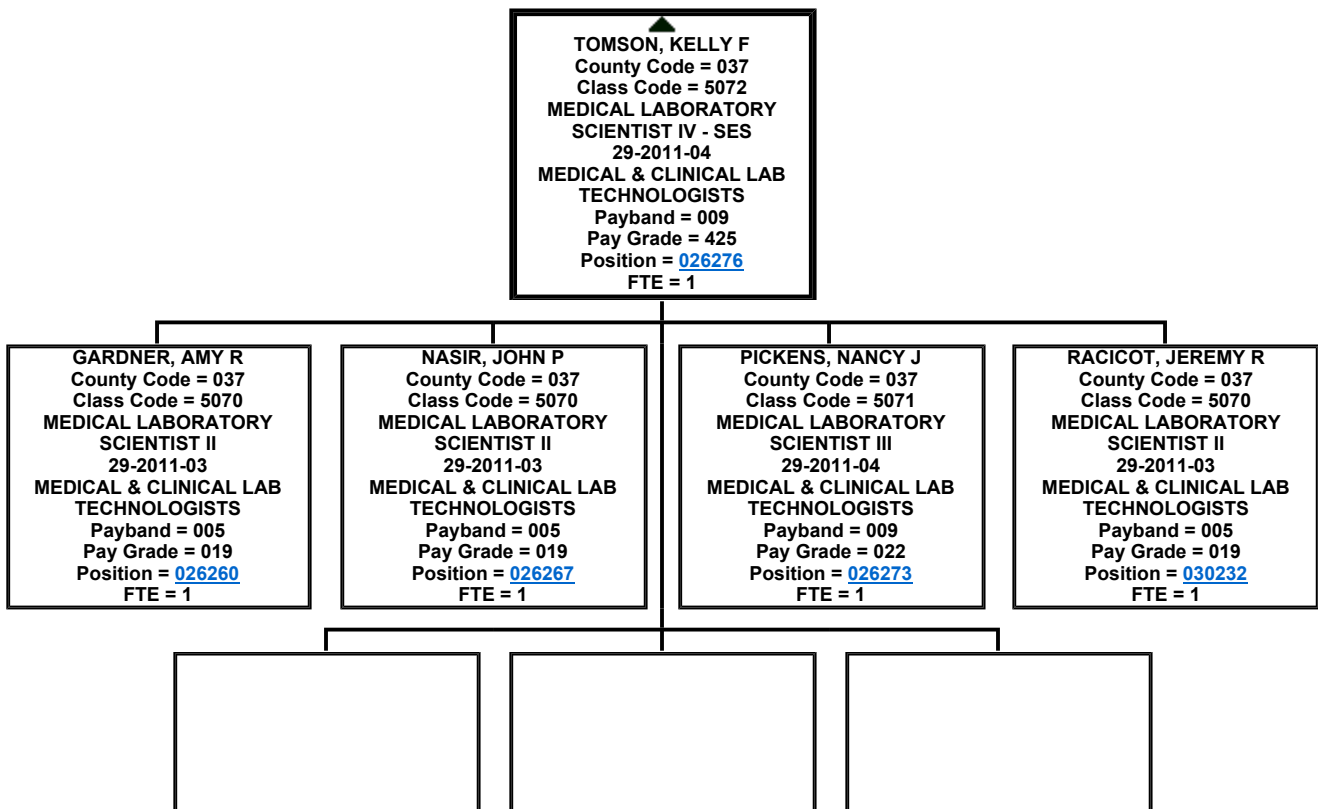 TOMSON, KELLY F
County Code = 037
Class Code = 5072
MEDICAL LABORATORY
SCIENTIST IV - SES
29-2011-04
MEDICAL & CLINICAL LAB
TECHNOLOGISTS
Payband = 009
Pay Grade = 425
Position = 026276
FTE = 1
GARDNER, AMY R
County Code = 037
Class Code = 5070
MEDICAL LABORATORY
SCIENTIST II
29-2011-03
MEDICAL & CLINICAL LAB
TECHNOLOGISTS
Payband = 005
Pay Grade = 019
Position = 026260
FTE = 1
NASIR, JOHN P
County Code = 037
Class Code = 5070
MEDICAL LABORATORY
SCIENTIST II
29-2011-03
MEDICAL & CLINICAL LAB
TECHNOLOGISTS
Payband = 005
Pay Grade = 019
Position = 026267
FTE = 1
PICKENS, NANCY J
County Code = 037
Class Code = 5071
MEDICAL LABORATORY
SCIENTIST III
29-2011-04
MEDICAL & CLINICAL LAB
TECHNOLOGISTS
Payband = 009
Pay Grade = 022
Position = 026273
FTE = 1
RACICOT, JEREMY R
County Code = 037
Class Code = 5070
MEDICAL LABORATORY
SCIENTIST II
29-2011-03
MEDICAL & CLINICAL LAB
TECHNOLOGISTS
Payband = 005
Pay Grade = 019
Position = 030232
FTE = 1